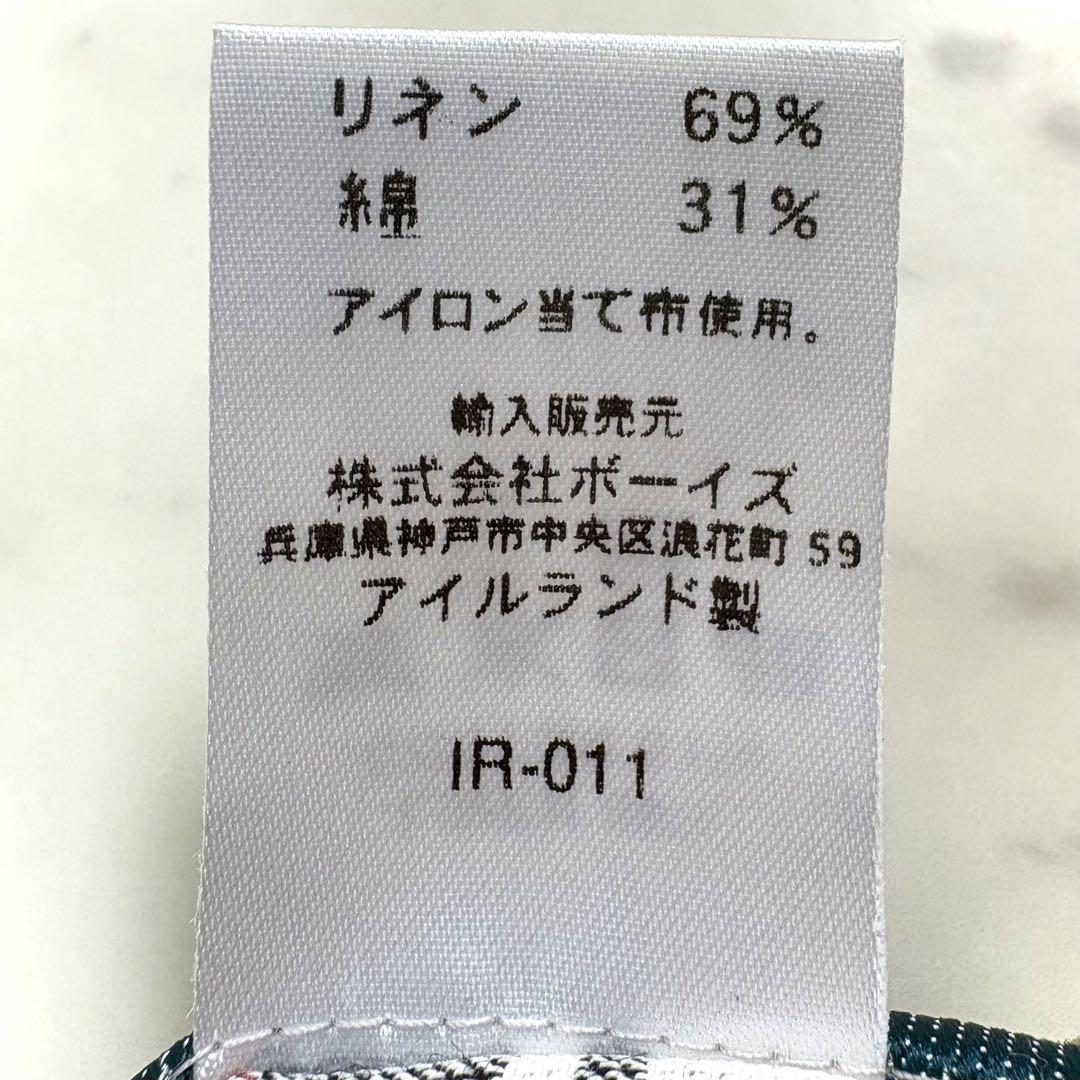 リネン 69%
綿 31%
アイロン当て布使用。
輸入販売元
株式会社ボーイズ
兵庫県神戸市中央区浪花町 59
アイルランド製
IR-011